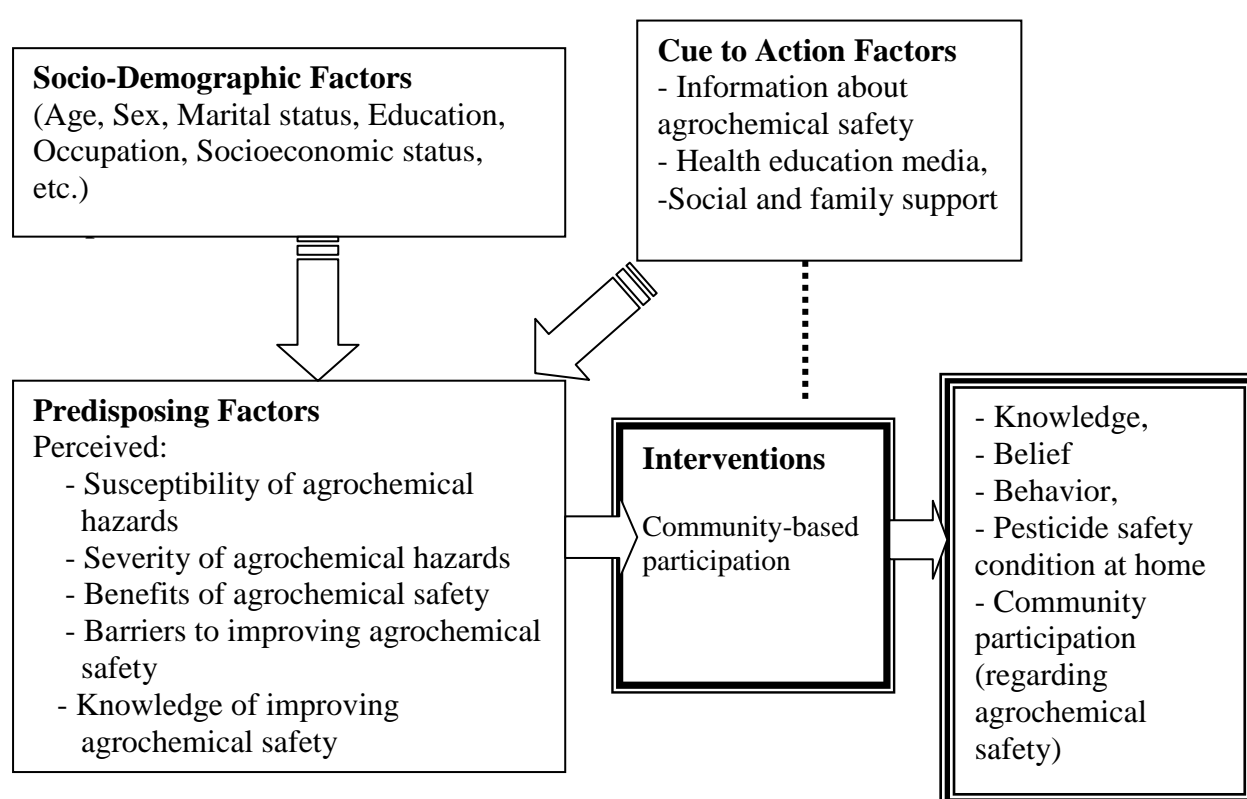 Socio-Demographic Factors
(Age, Sex, Marital status, Education,
Occupation, Socioeconomic status,
etc.)
Cue to Action Factors
- Information about
agrochemical safety
- Health education media,
-Social and family support
Predisposing Factors
Perceived:
- Susceptibility of agrochemical
hazards
- Severity of agrochemical hazards
- Benefits of agrochemical safety
- Barriers to improving agrochemical
safety
- Knowledge of improving
agrochemical safety
Interventions
Community-based
participation
- Knowledge,
- Belief
- Behavior,
- Pesticide safety
condition at home
- Community
participation
(regarding
agrochemical
safety)